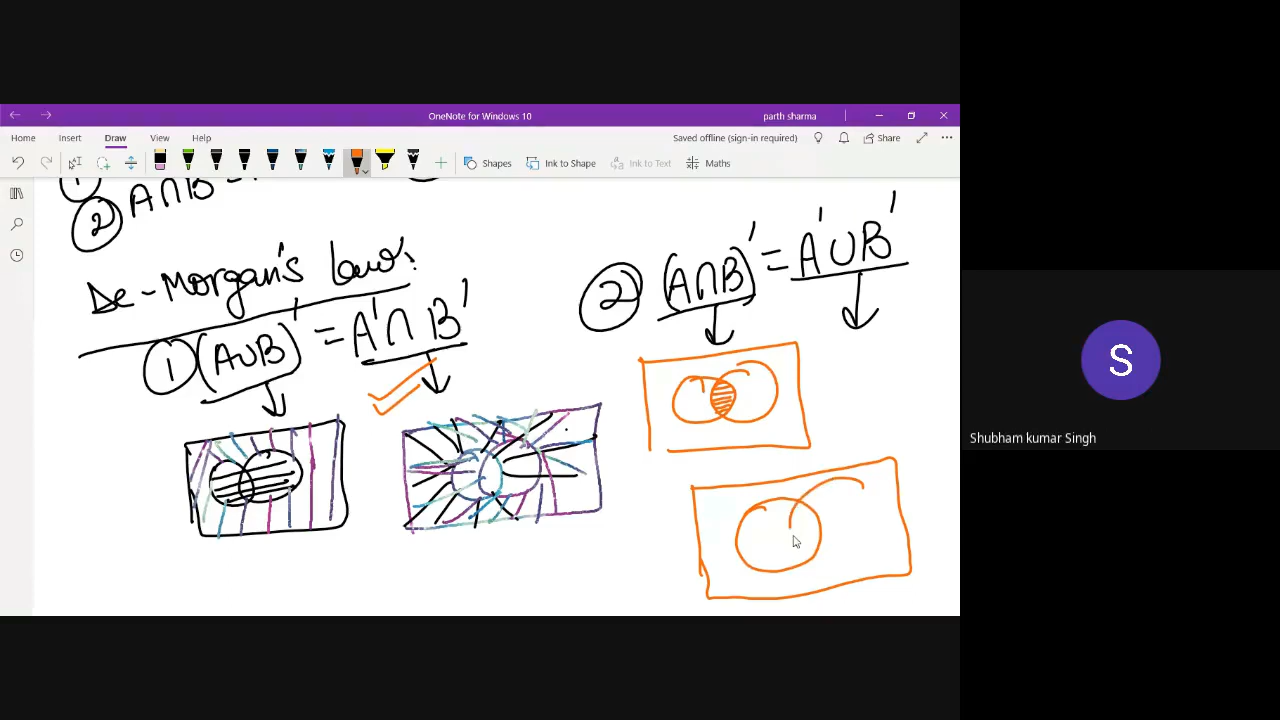 OneNote for Windows 10
parth sharma
Home Insert Draw View Help
Saved offline (sign-in required)
Share
Shapes
Ink to Shape
Ink to Text
Maths
② A∩B
De-Morgan's law:
① (A∪B)' = A'∩B'
② (A∩B)' = A'∪B'
S
Shubham kumar Singh